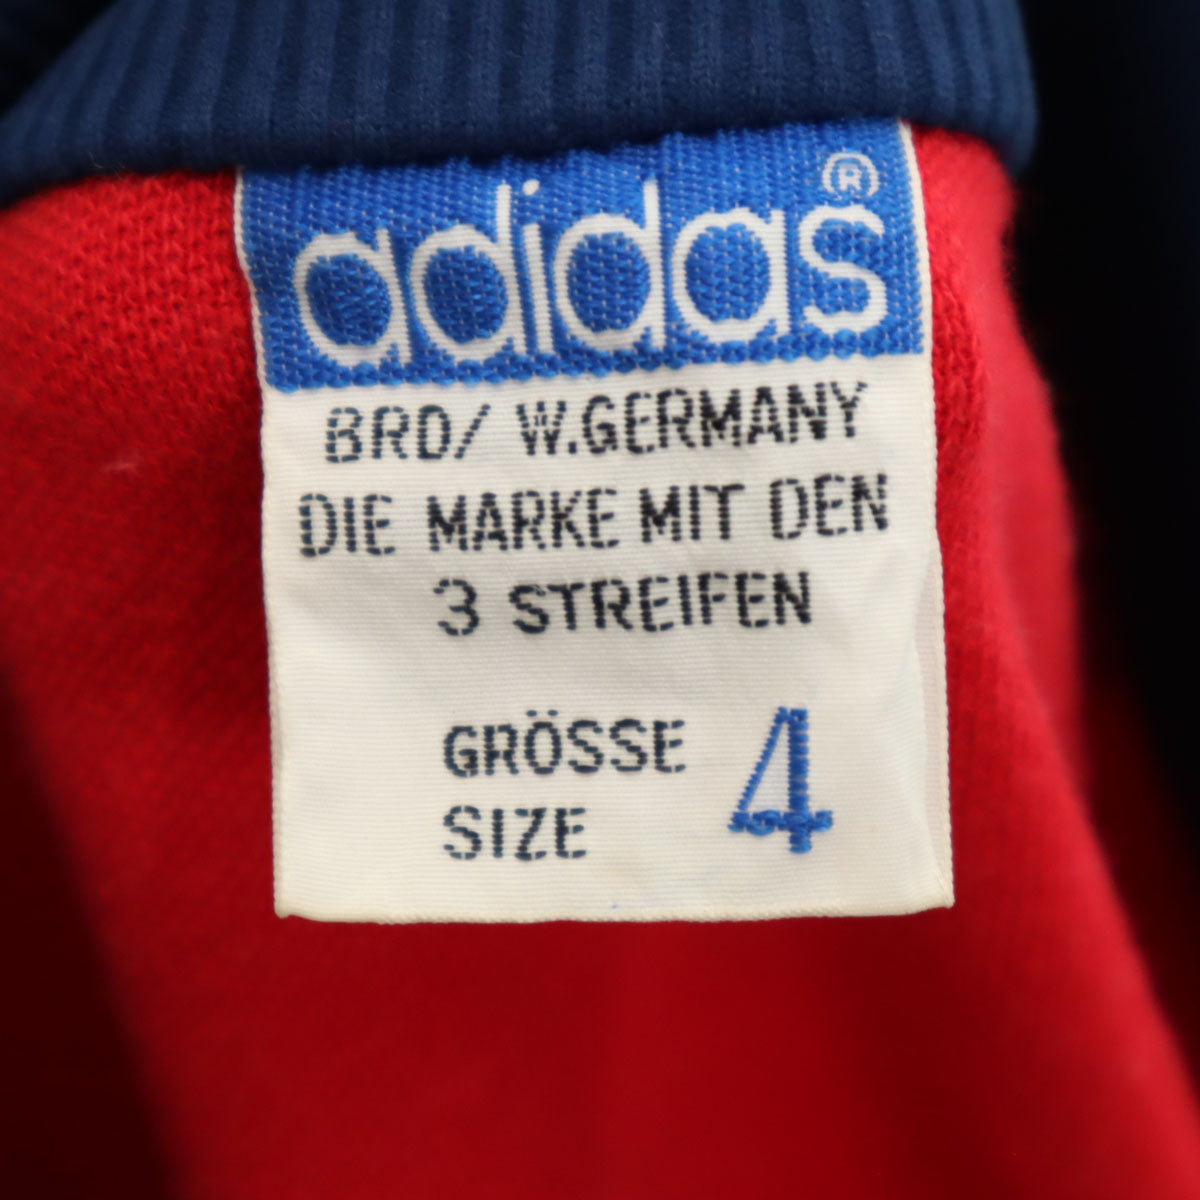 adidas ®
BRD/ W.GERMANY
DIE MARKE MIT DEN
3 STREIFEN
GRÖSSE 4
SIZE